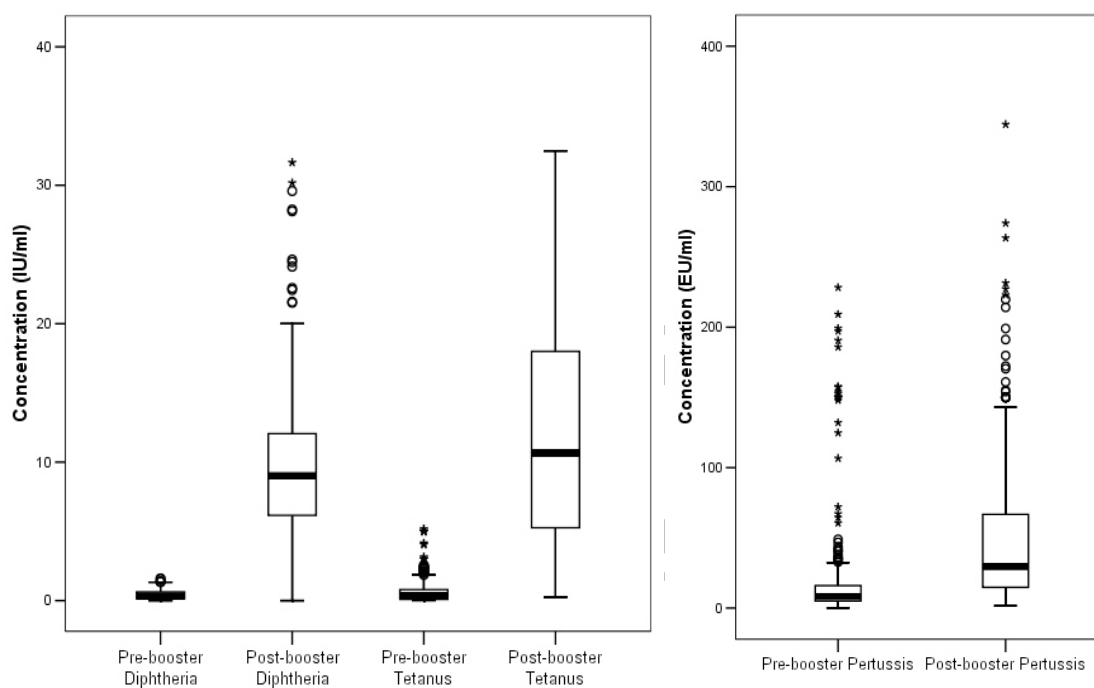 Concentration (IU/ml)
40
30
20
10
0
Pre-booster
Diphtheria
Post-booster
Diphtheria
Pre-booster
Tetanus
Post-booster
Tetanus
Concentration (EU/ml)
400
300
200
100
0
Pre-booster Pertussis
Post-booster Pertussis